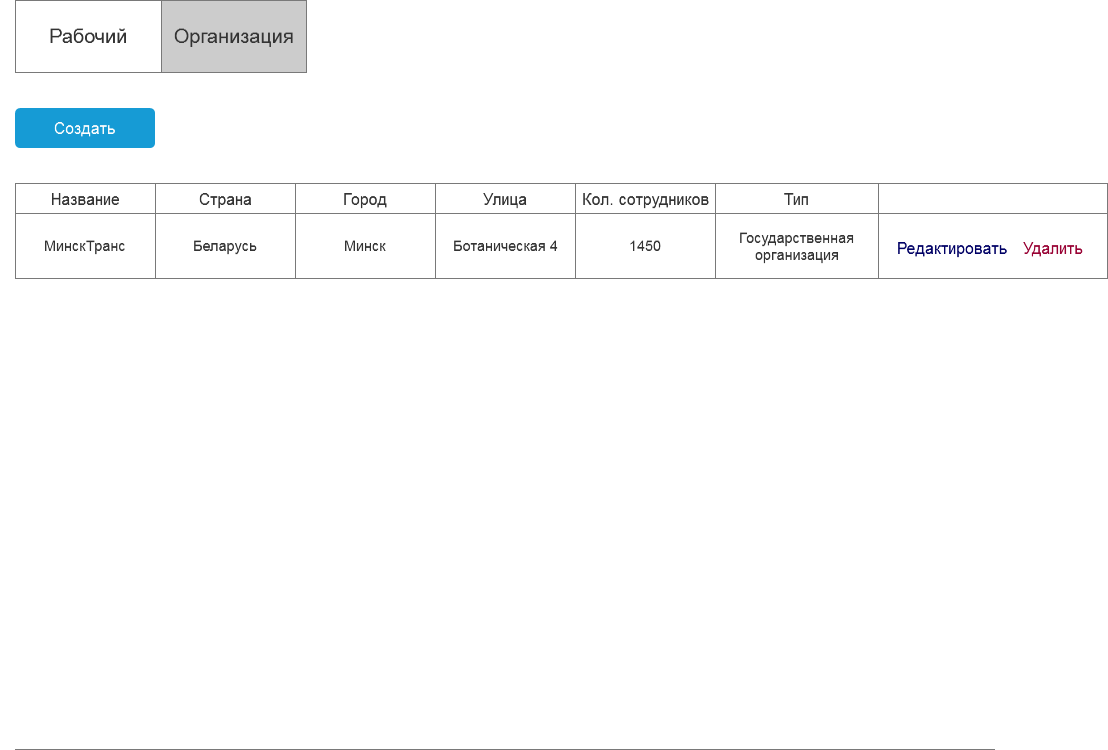 Рабочий Организация
Создать
Название Страна Город Улица Кол. сотрудников Тип
МинскТранс Беларусь Минск Ботаническая 4 1450 Государственная
организация Редактировать Удалить